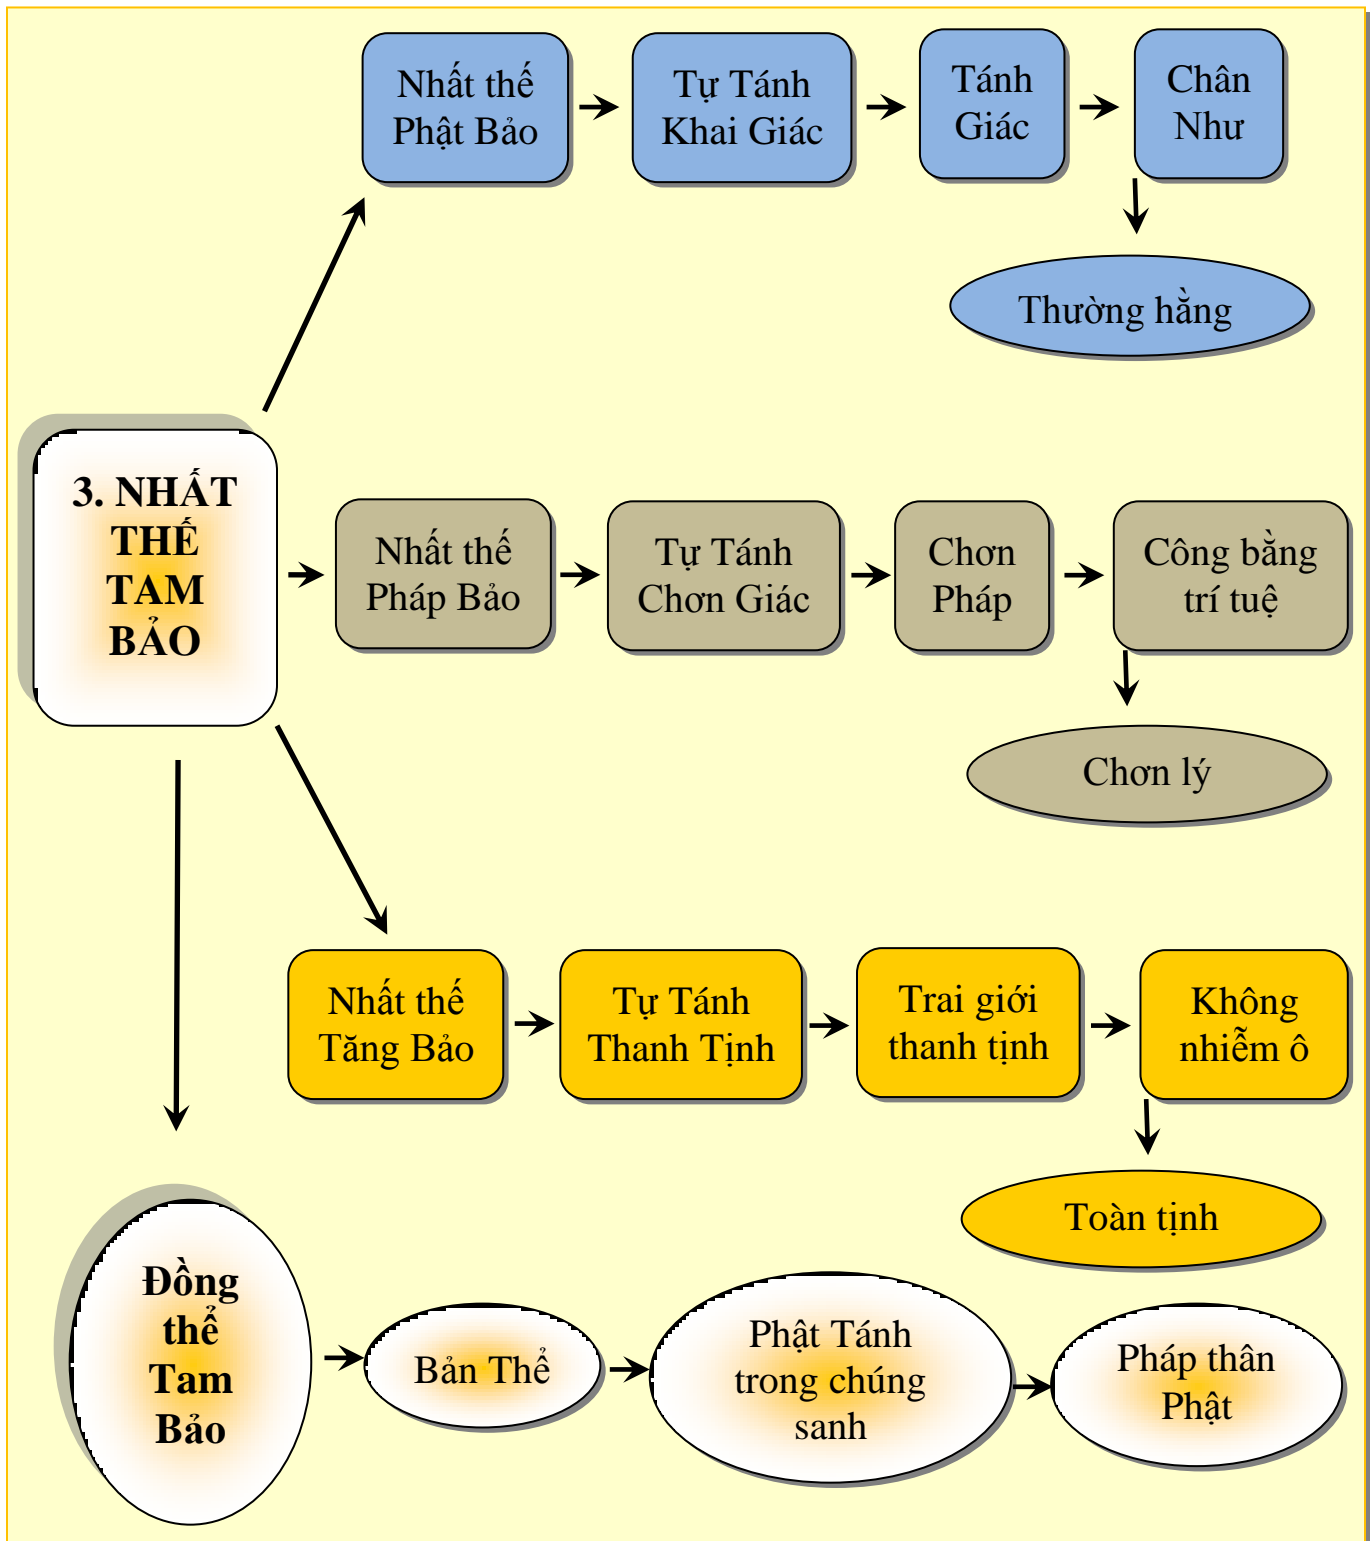 Nhất thế
Phật Bảo
Tự Tánh
Khai Giác
Tánh
Giác
Chân
Như
Thường hằng
3. NHẤT
THẾ
TAM
BẢO
Nhất thế
Pháp Bảo
Tự Tánh
Chơn Giác
Chơn
Pháp
Công bằng
trí tuệ
Chơn lý
Nhất thế
Tăng Bảo
Tự Tánh
Thanh Tịnh
Trai giới
thanh tịnh
Không
nhiễm ô
Toàn tịnh
Đồng
thể
Tam
Bảo
Bản Thể
Phật Tánh
trong chúng
sanh
Pháp thân
Phật